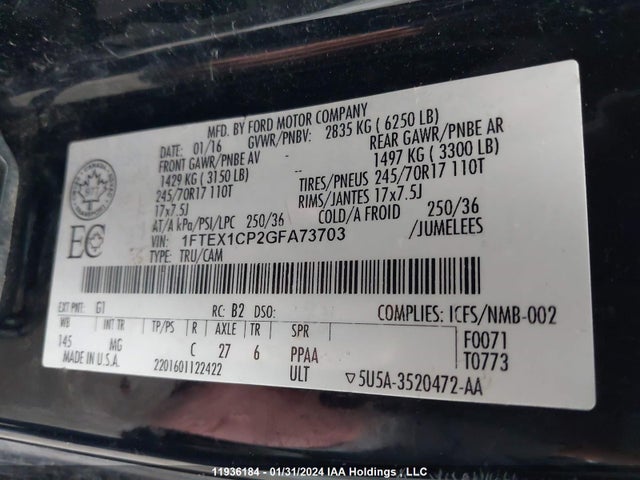 MFD. BY FORD MOTOR COMPANY
DATE: 01/16 GVWR/PNBV: 2835 KG ( 6250 LB)
FRONT GAWR/PNBE AV REAR GAWR/PNBE AR
1429 KG ( 3150 LB) 1497 KG ( 3300 LB)
245/70R17 110T TIRES/PNEUS 245/70R17 110T
17x7.5J RIMS/JANTES 17x7.5J
AT/A kPa/PSI/LPC 250/36 COLD/A FROID 250/36
VIN: 1FTEX1CP2GFA73703 /JUMELEES
TYPE: TRU/CAM
EC
EXT PNT: G1 RC: B2 DSO: COMPLIES: ICFS/NMB-002
WB INT TR TP/PS R AXLE TR SPR F0071
145 MG C 27 6 PPAA T0773
MADE IN U.S.A. 2201601122422 ULT ▽5U5A-3520472-AA
11936184 - 01/31/2024 IAA Holdings , LLC